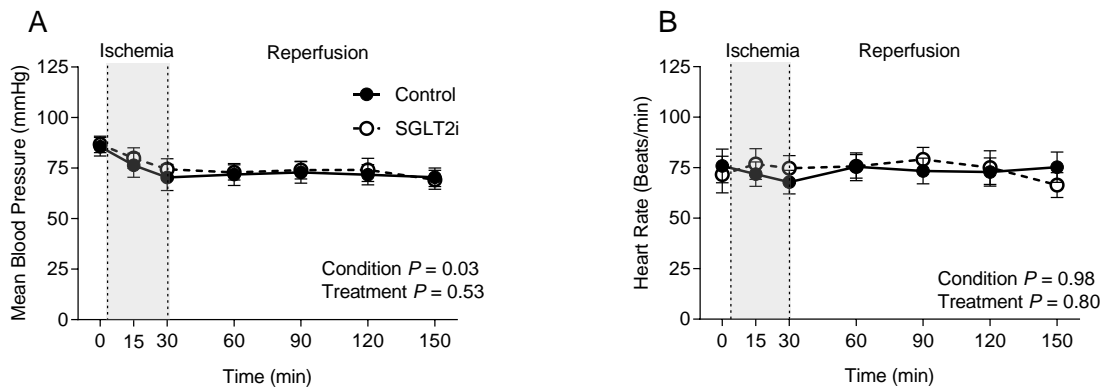 A
Ischemia
Reperfusion
Mean Blood Pressure (mmHg)
125
100
75
50
25
0
Control
SGLT2i
Condition P = 0.03
Treatment P = 0.53
0 15 30 60 90 120 150
Time (min)
B
Ischemia
Reperfusion
Heart Rate (Beats/min)
125
100
75
50
25
0
Condition P = 0.98
Treatment P = 0.80
0 15 30 60 90 120 150
Time (min)